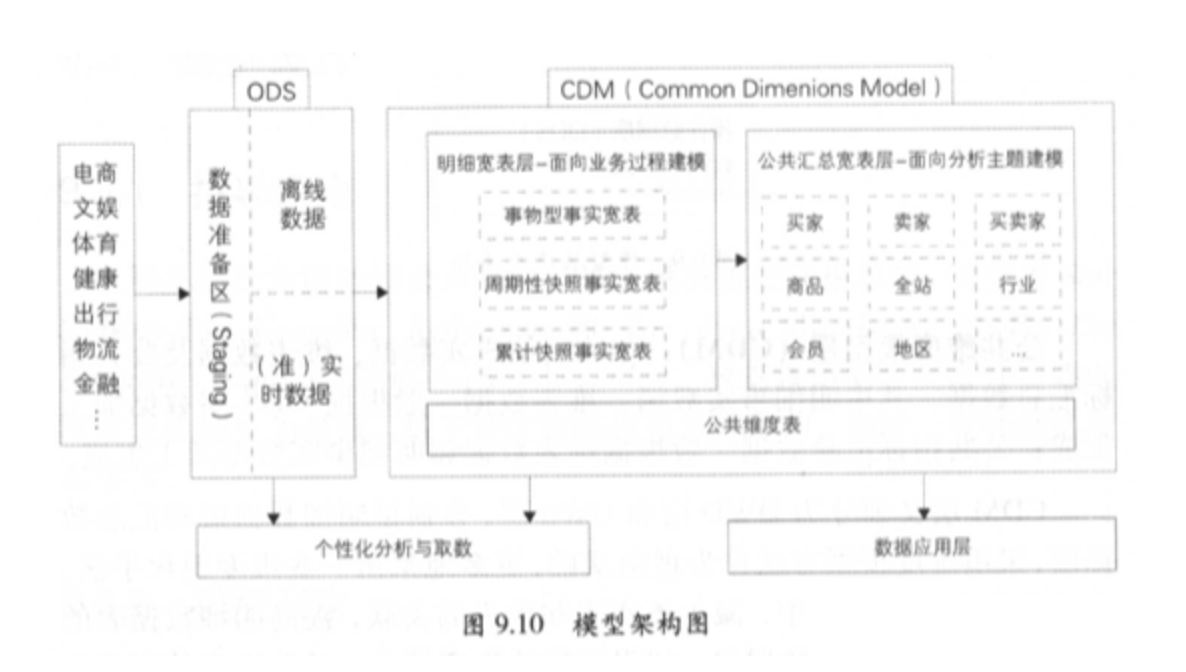 ODS
CDM ( Common Dimenions Model )
电商
文娱
体育
健康
出行
物流
金融
⋮
数据准备区(Staging)
离线
数据
(准)实
时数据
明细宽表层-面向业务过程建模
事物型事实宽表
周期性快照事实宽表
累计快照事实宽表
公共汇总宽表层-面向分析主题建模
买家
卖家
买卖家
商品
全站
行业
会员
地区
...
公共维度表
个性化分析与取数
数据应用层
图 9.10 模型架构图